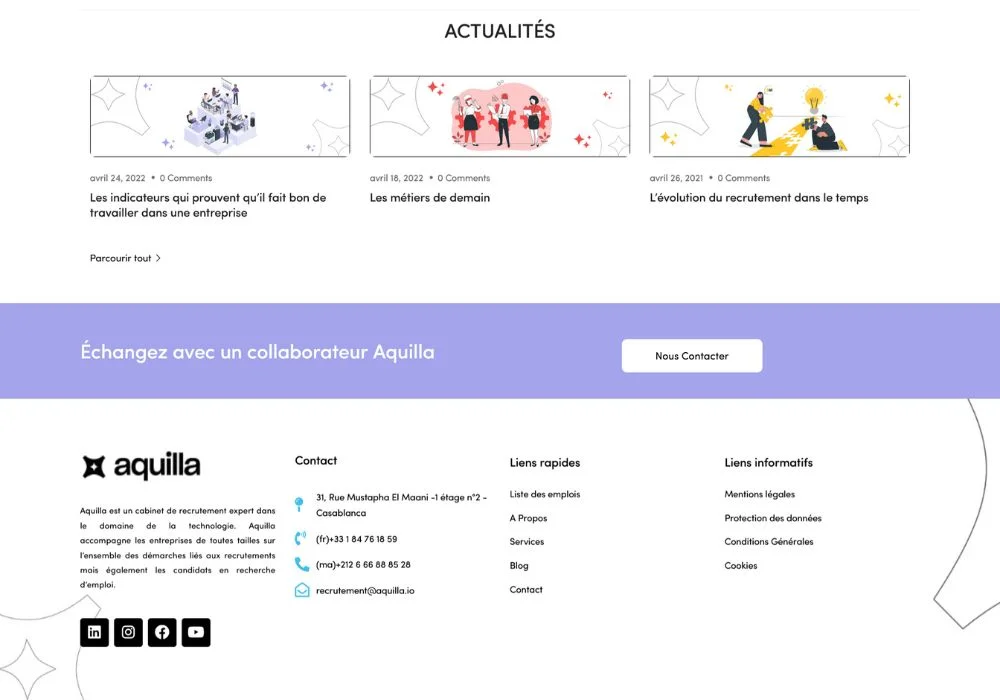 ACTUALITÉS
avril 24, 2022 • 0 Comments
Les indicateurs qui prouvent qu'il fait bon de
travailler dans une entreprise
avril 18, 2022 • 0 Comments
Les métiers de demain
avril 26, 2021 • 0 Comments
L'évolution du recrutement dans le temps
Parcourir tout >
Échangez avec un collaborateur Aquilla
Nous Contacter
aquilla
Aquilla est un cabinet de recrutement expert dans
le domaine de la technologie. Aquilla
accompagne les entreprises de toutes tailles sur
l'ensemble des démarches liés aux recrutements
mais également les candidats en recherche
d'emploi.
Contact
31, Rue Mustapha El Maani -1 étage n°2 -
Casablanca
(fr)+33 1 84 76 18 59
(ma)+212 6 66 88 85 28
recrutement@aquilla.io
Liens rapides
Liste des emplois
A Propos
Services
Blog
Contact
Liens informatifs
Mentions légales
Protection des données
Conditions Générales
Cookies